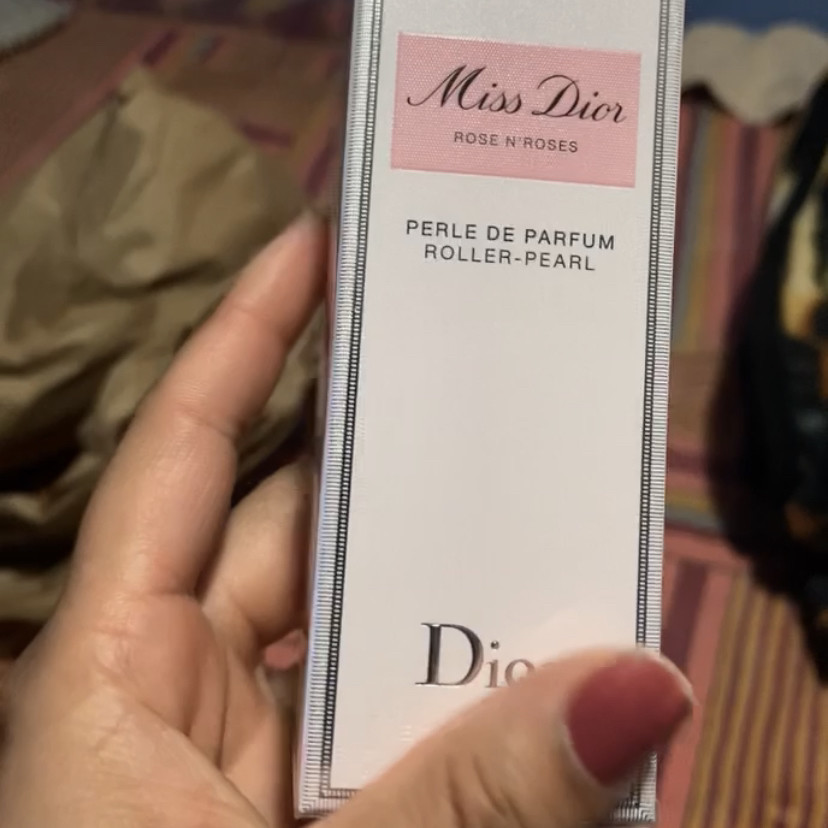 Miss Dior
ROSE N'ROSES
PERLE DE PARFUM
ROLLER-PEARL